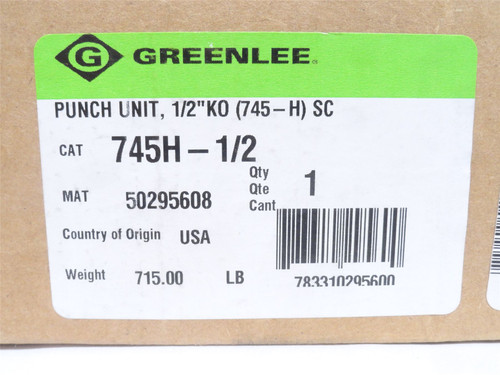 G GREENLEE
PUNCH UNIT, 1/2"KO (745-H) SC
CAT 745H-1/2
Qty
Qte 1
Cant
MAT 50295608
Country of Origin USA
Weight 715.00 LB
783310295600